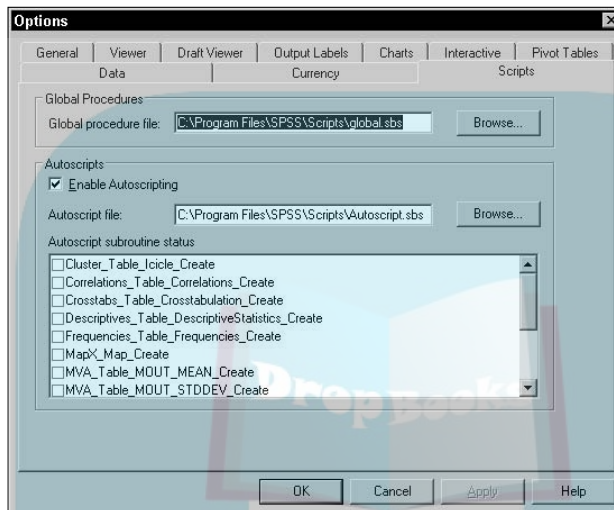 Options
General Viewer Draft Viewer Output Labels Charts Interactive Pivot Tables
Data Currency Scripts
Global Procedures
Global procedure file: C:\Program Files\SPSS\Scripts\global.sbs Browse...
Autoscripts
Enable Autoscripting
Autoscript file: C:\Program Files\SPSS\Scripts\Autoscript.sbs Browse...
Autoscript subroutine status
Cluster_Table_Icicle_Create
Correlations_Table_Correlations_Create
Crosstabs_Table_Crosstabulation_Create
Descriptives_Table_DescriptiveStatistics_Create
Frequencies_Table_Frequencies_Create
MapX_Map_Create
MVA_Table_MOUT_MEAN_Create
MVA_Table_MOUT_STDDEV_Create
DropBooks
OK Cancel Apply Help